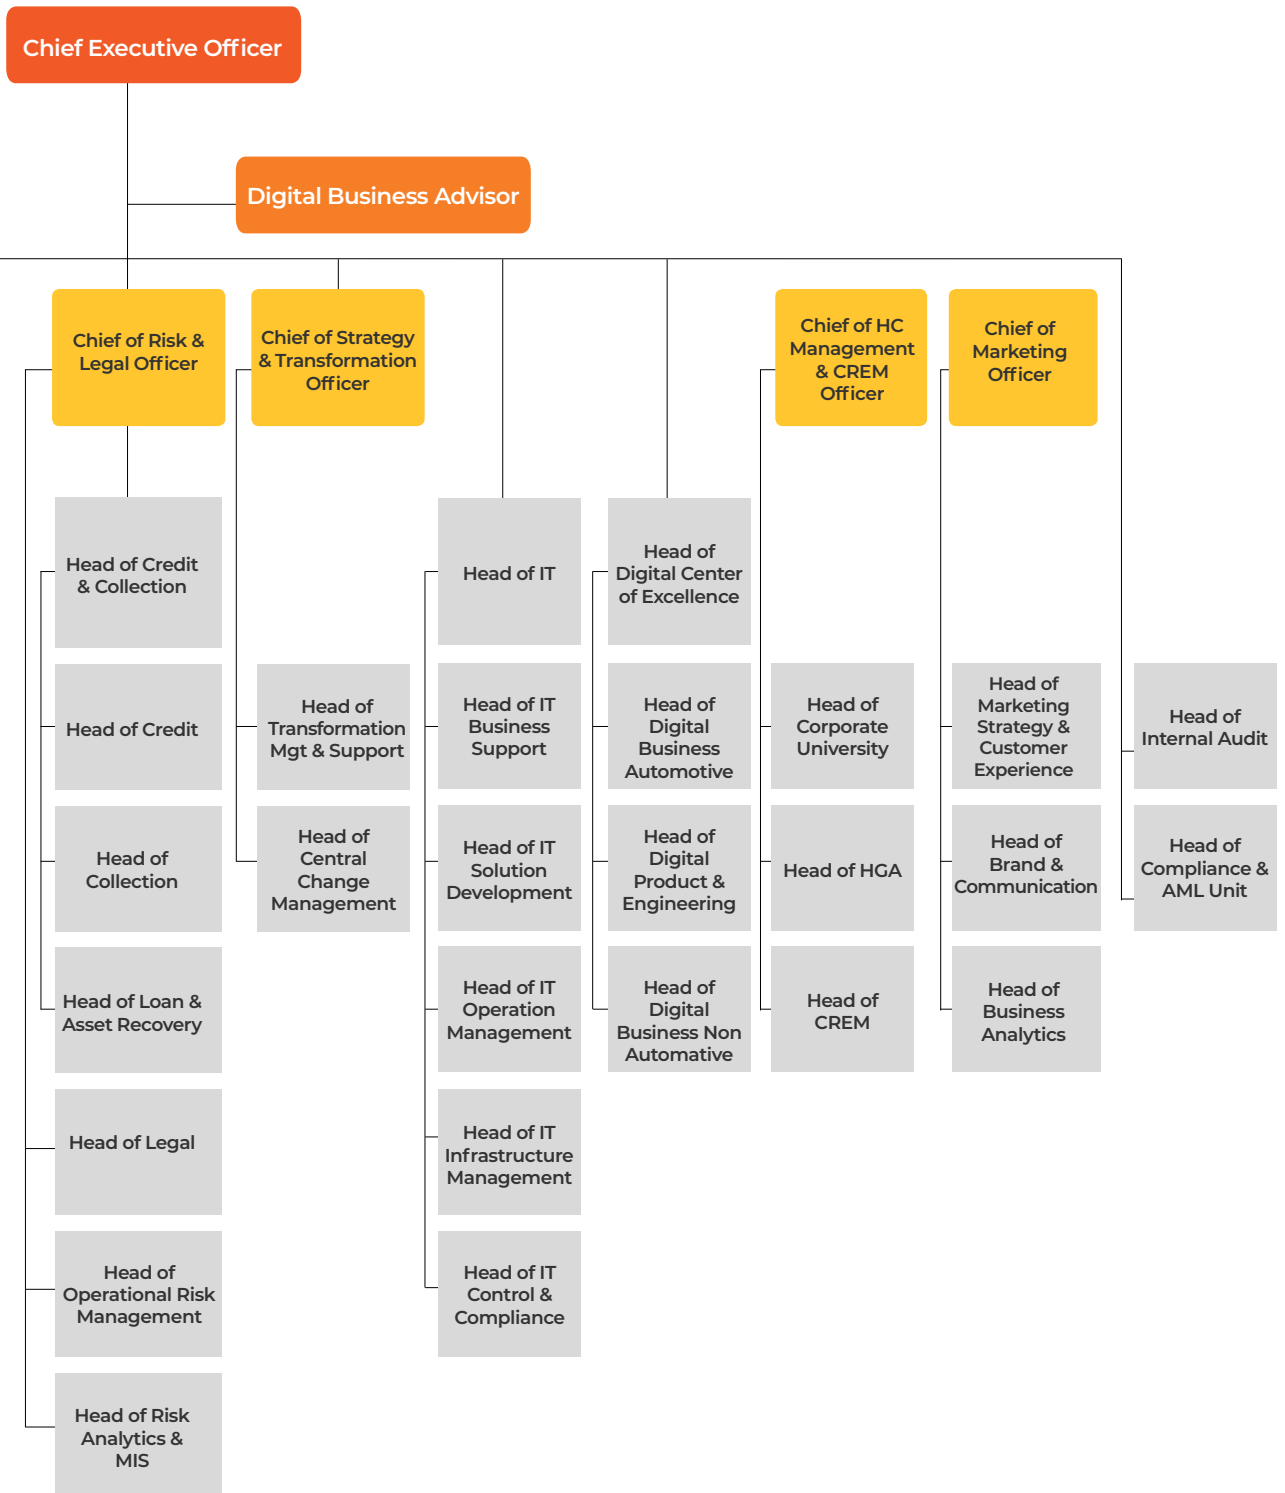 Chief Executive Officer
Digital Business Advisor
Chief of Risk &
Legal Officer
Chief of Strategy
& Transformation
Officer
Chief of HC
Management
& CREM
Officer
Chief of
Marketing
Officer
Head of Credit
& Collection
Head of IT
Head of
Digital Center
of Excellence
Head of Credit
Head of
Transformation
Mgt & Support
Head of IT
Business
Support
Head of
Digital
Business
Automotive
Head of
Corporate
University
Head of
Marketing
Strategy &
Customer
Experience
Head of
Internal Audit
Head of
Collection
Head of
Central
Change
Management
Head of IT
Solution
Development
Head of
Digital
Product &
Engineering
Head of HGA
Head of
Brand &
Communication
Head of
Compliance &
AML Unit
Head of Loan &
Asset Recovery
Head of IT
Operation
Management
Head of
Digital
Business Non
Automative
Head of
CREM
Head of
Business
Analytics
Head of Legal
Head of IT
Infrastructure
Management
Head of
Operational Risk
Management
Head of IT
Control &
Compliance
Head of Risk
Analytics &
MIS